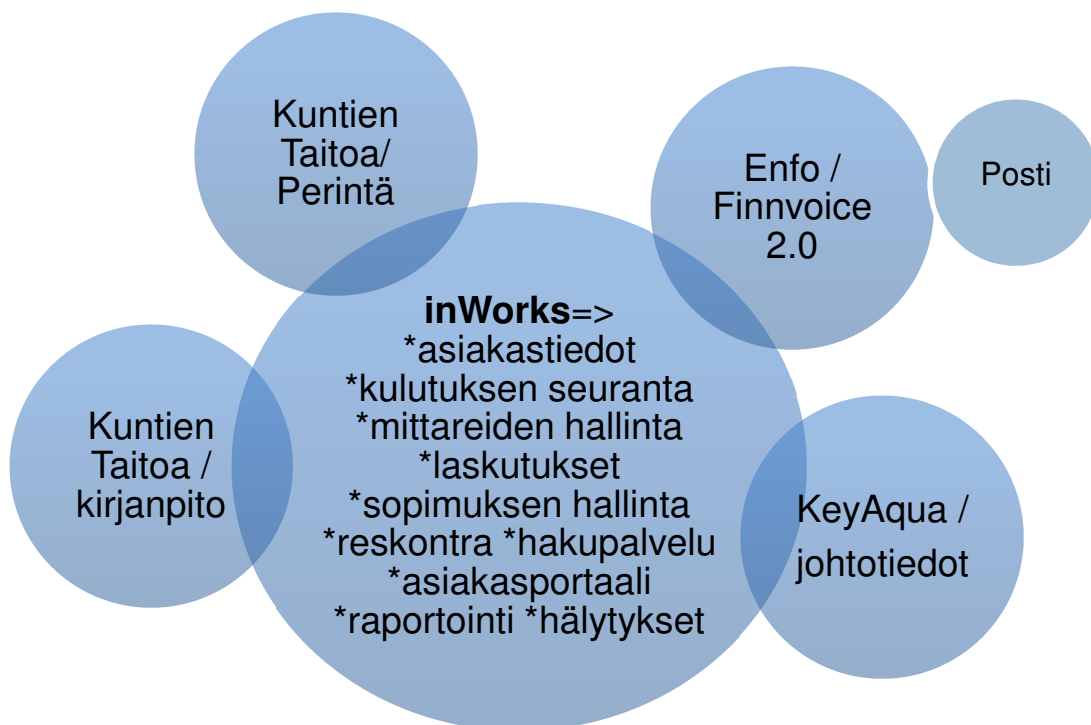 Kuntien
Taitoa/
Perintä
Enfo /
Finnvoice
2.0
Posti
inWorks=>
*asiakastiedot
*kulutuksen seuranta
*mittareiden hallinta
*laskutukset
*sopimuksen hallinta
*reskontra *hakupalvelu
*asiakasportaali
*raportointi *hälytykset
Kuntien
Taitoa /
kirjanpito
KeyAqua /
johtotiedot